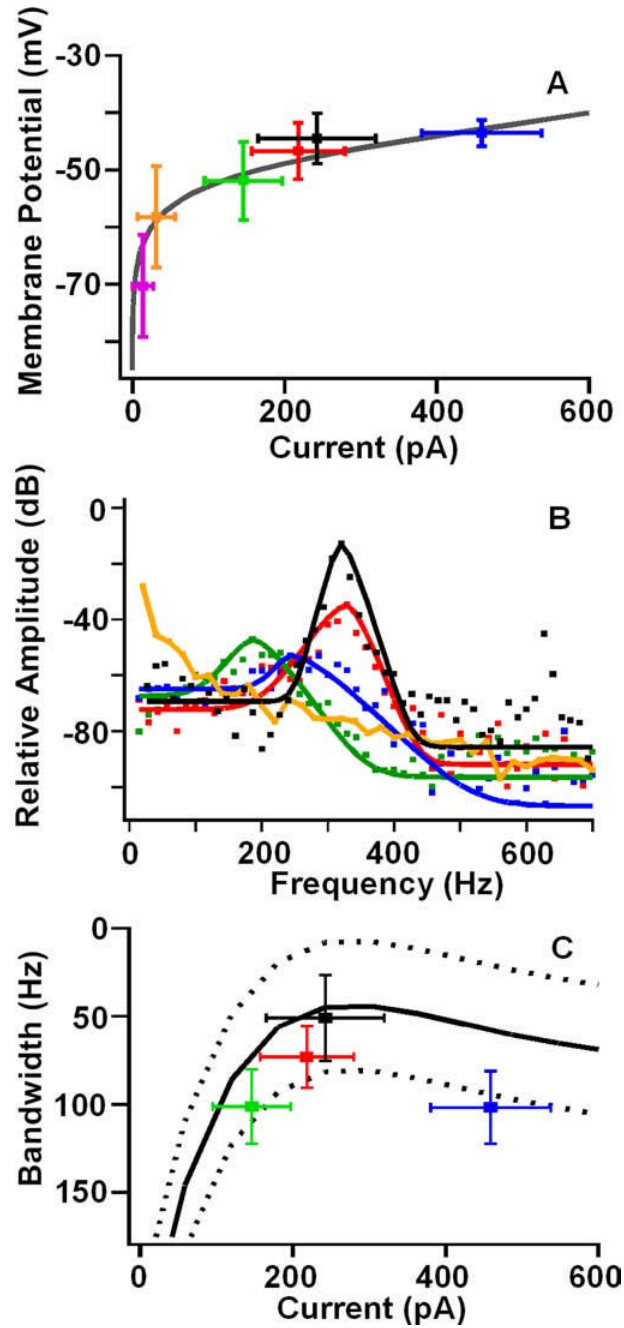 -30
-50
-70
Membrane Potential (mV)
A
0 200 400 600
Current (pA)
0
-40
-80
Relative Amplitude (dB)
B
0 200 400 600
Frequency (Hz)
0
50
100
150
Bandwidth (Hz)
C
0 200 400 600
Current (pA)